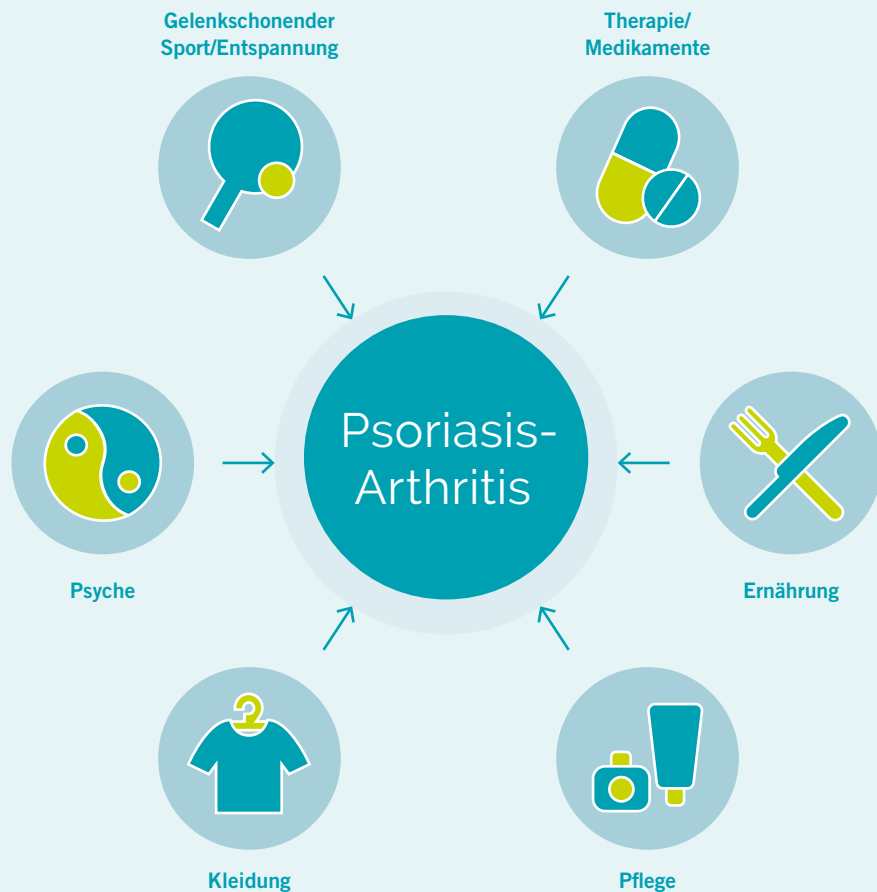 Gelenkschonender
Sport/Entspannung
Therapie/
Medikamente
Psoriasis-
Arthritis
Psyche
Ernährung
Kleidung
Pflege